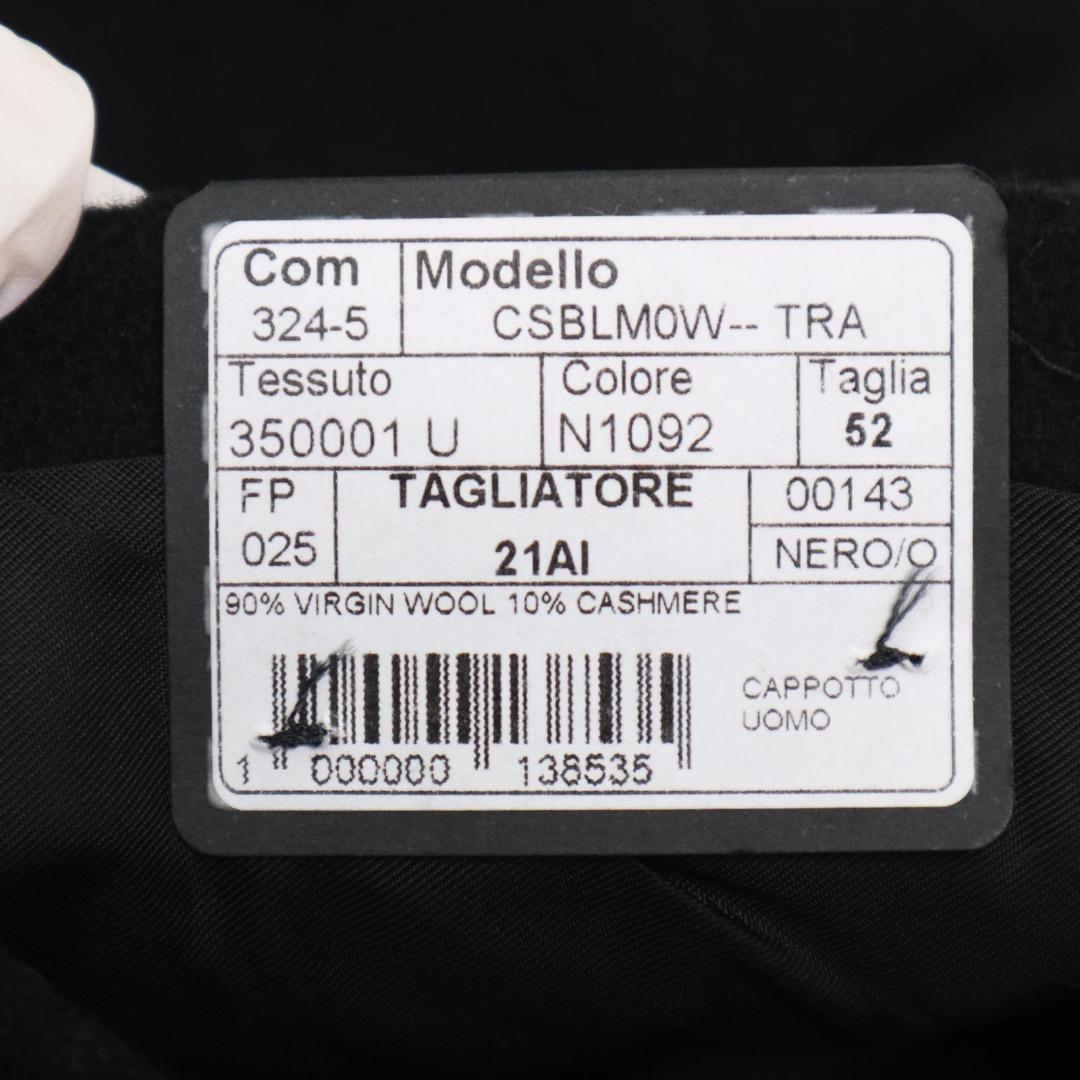 Com Modello
324-5 CSBLM0W-- TRA
Tessuto Colore Taglia
350001 U N1092 52
FP TAGLIATORE 00143
025 21AI NERO/O
90% VIRGIN WOOL 10% CASHMERE
CAPPOTTO
UOMO
1 000000 138535